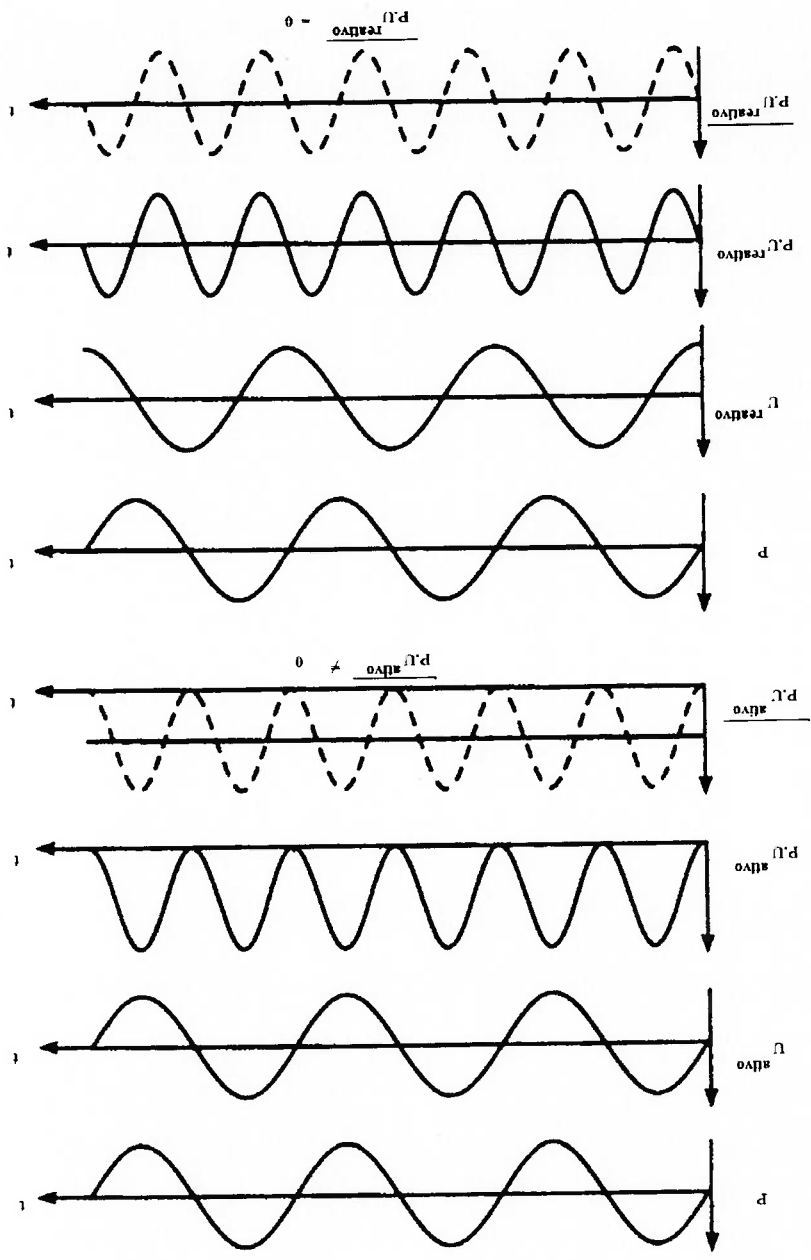 P
t
U ativo
t
P.U ativo
t
P.U ativo
t
P.U ativo ≠ 0
P
t
U reativo
t
P.U reativo
t
P.U reativo
t
P.U reativo = 0